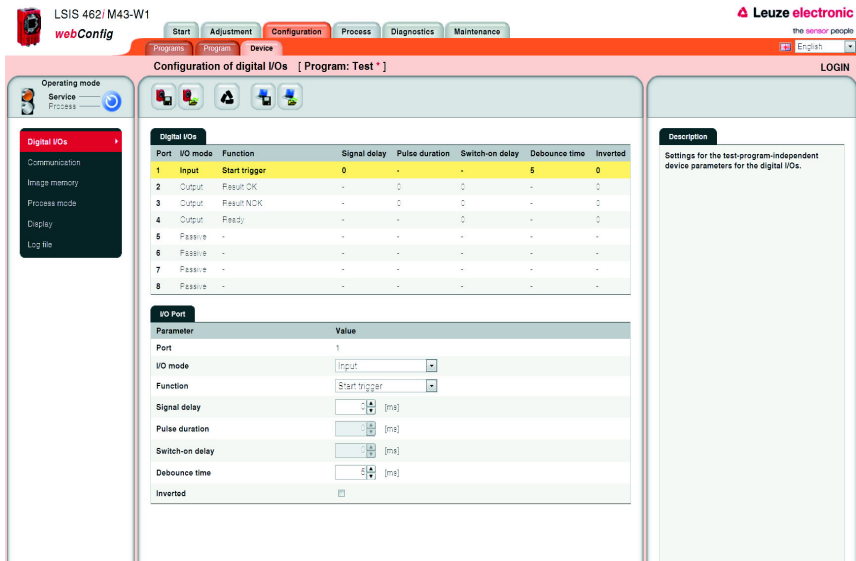 LSIS 462i M43-W1
webConfig
Start Adjustment Configuration Process Diagnostics Maintenance
Leuze electronic
the sensor people
Programs Program Device
English
Configuration of digital I/Os [ Program: Test * ]
LOGIN
Operating mode
Service
Process
Digital I/Os
Communication
Image memory
Process mode
Display
Log file
Digital I/Os
Port I/O mode Function Signal delay Pulse duration Switch-on delay Debounce time Inverted
1 Input Start trigger 0 - - 5 0
2 Output Result OK - 0 0 - 0
3 Output Result NOK - 0 0 - 0
4 Output Ready - - 0 - 0
5 Passive - - - - - -
6 Passive - - - - - -
7 Passive - - - - - -
8 Passive - - - - - -
I/O Port
Parameter Value
Port 1
I/O mode Input
Function Start trigger
Signal delay 0 [ms]
Pulse duration 0 [ms]
Switch-on delay 0 [ms]
Debounce time 5 [ms]
Inverted
Description
Settings for the test-program-independent
device parameters for the digital I/Os.